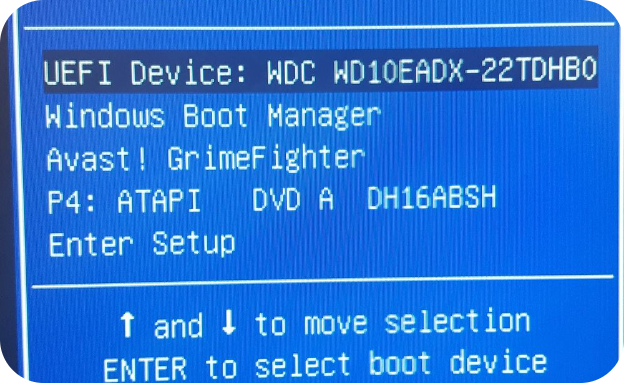 UEFI Device: WDC WD10EADX-22TDHB0
Windows Boot Manager
Avast! GrimeFighter
P4: ATAPI   DVD A  DH16ABSH
Enter Setup
↑ and ↓ to move selection
ENTER to select boot device